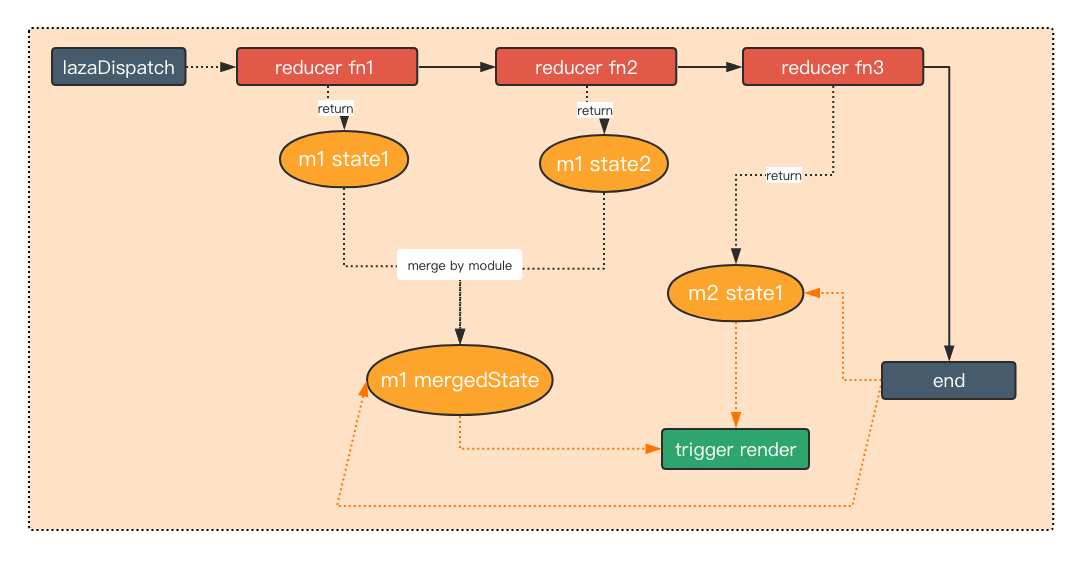 lazaDispatch
reducer fn1
reducer fn2
reducer fn3
return
return
m1 state1
m1 state2
return
merge by module
m2 state1
m1 mergedState
end
trigger render